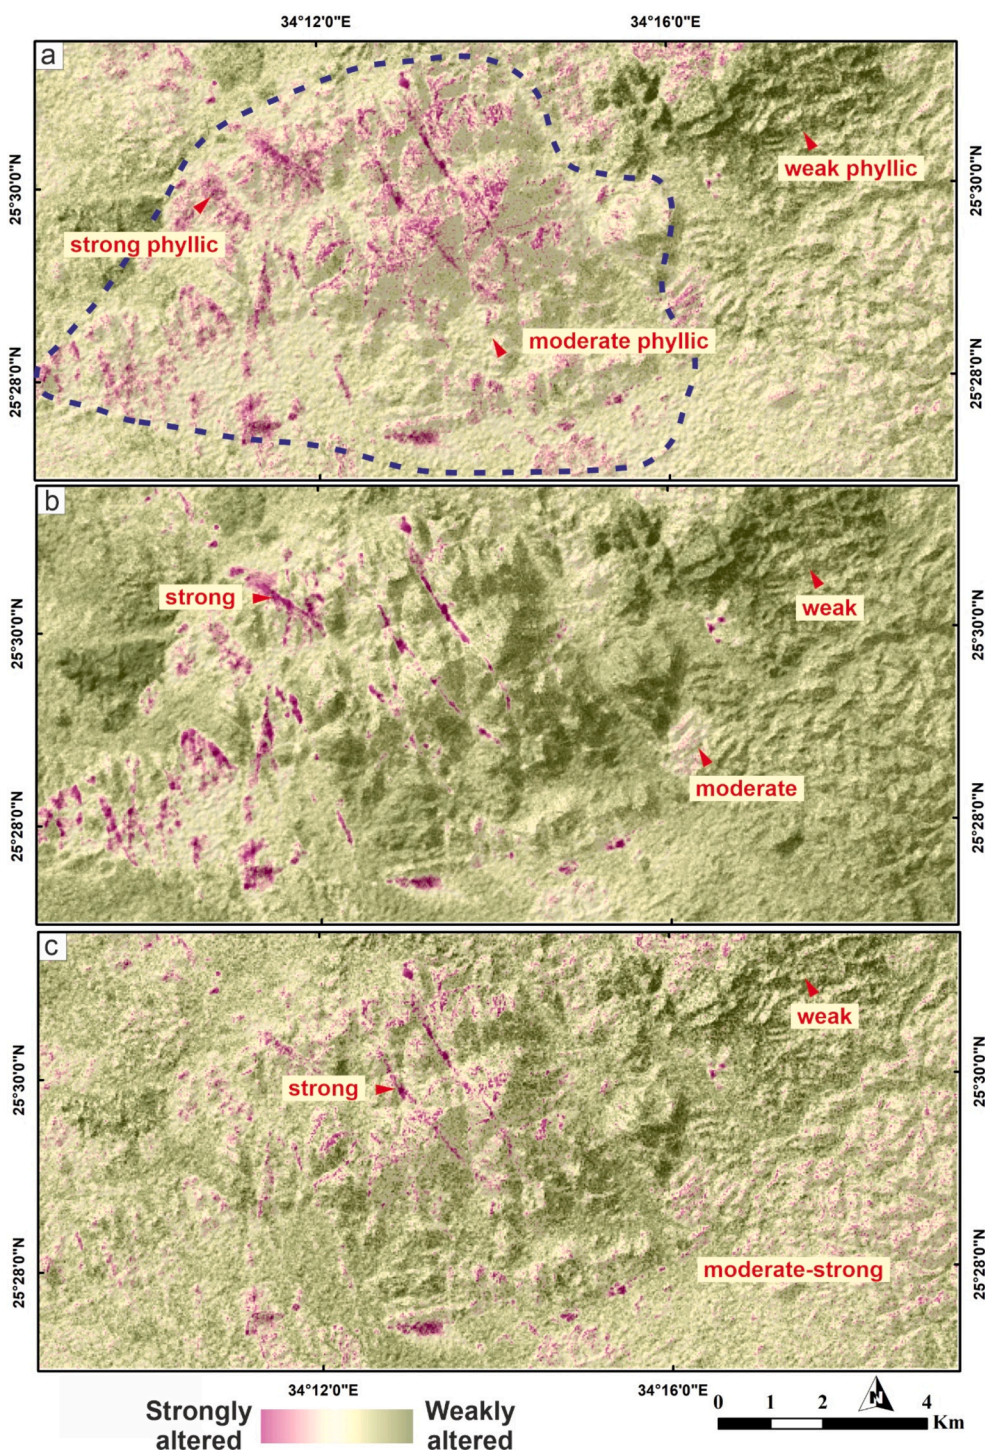 34°12'0"E 34°16'0"E
a
weak phyllic
25°30'0"N
25°30'0"N
strong phyllic
moderate phyllic
25°28'0"N
25°28'0"N
b
strong
weak
25°30'0"N
25°30'0"N
moderate
25°28'0"N
25°28'0"N
c
weak
25°30'0"N
25°30'0"N
strong
moderate-strong
25°28'0"N
25°28'0"N
34°12'0"E 34°16'0"E
Strongly
altered
Weakly
altered
N
0 1 2 4
Km